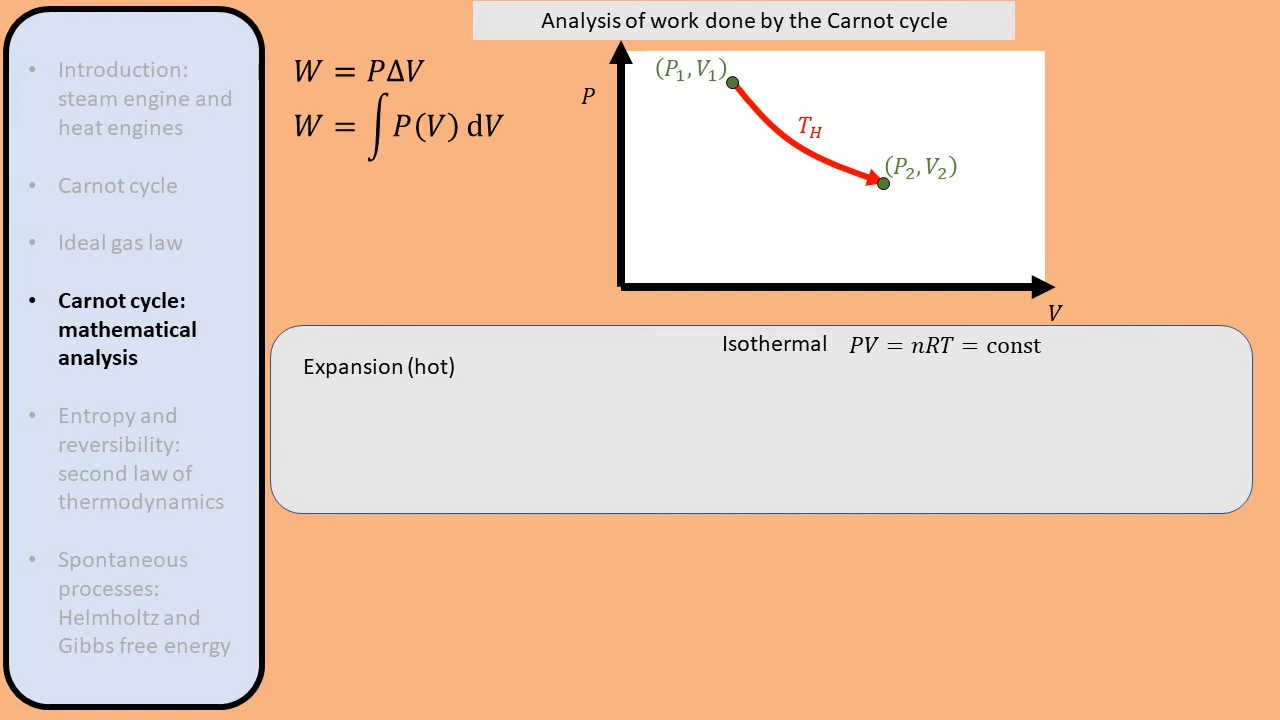 Analysis of work done by the Carnot cycle
• Introduction:
steam engine and
heat engines
• Carnot cycle
• Ideal gas law
• Carnot cycle:
mathematical
analysis
• Entropy and
reversibility:
second law of
thermodynamics
• Spontaneous
processes:
Helmholtz and
Gibbs free energy
W = PΔV
W = ∫ P(V) dV
P
(P₁, V₁)
T_H
(P₂, V₂)
V
Isothermal PV = nRT = const
Expansion (hot)